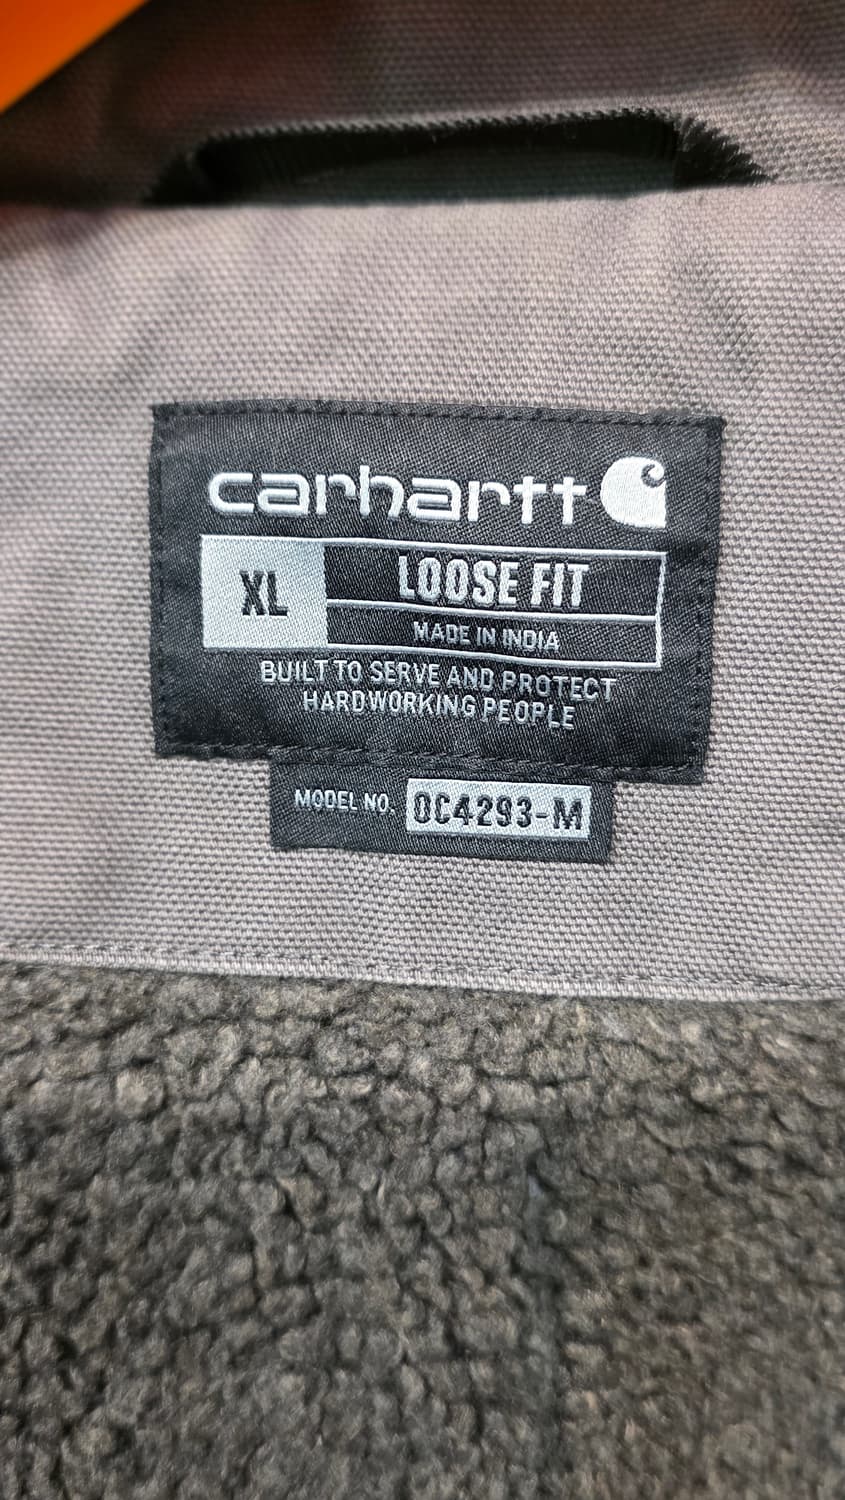 carhartt
XL
LOOSE FIT
MADE IN INDIA
BUILT TO SERVE AND PROTECT
HARDWORKING PEOPLE
MODEL NO. OC4293-M